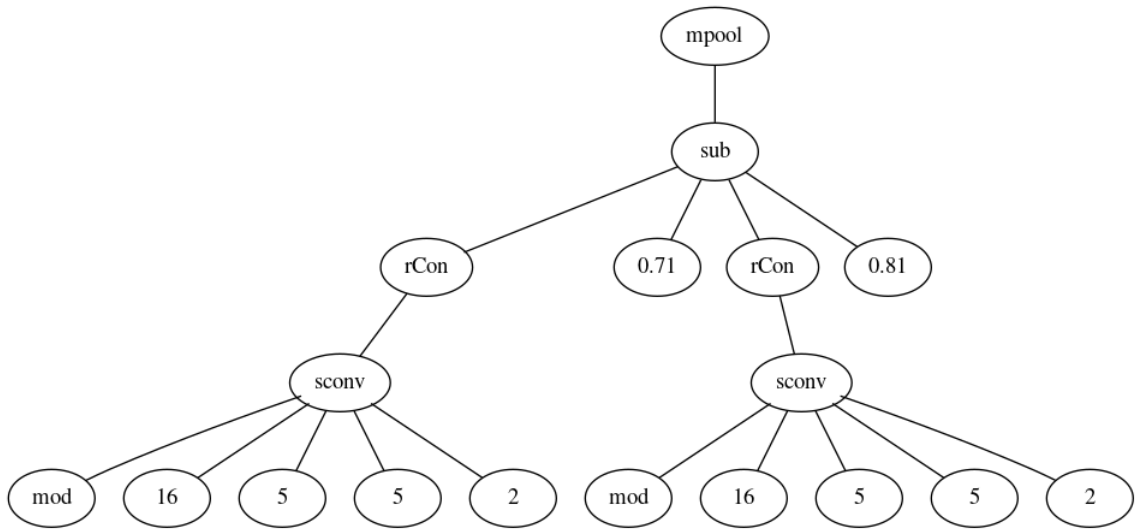 mpool
sub
rCon 0.71 rCon 0.81
sconv sconv
mod 16 5 5 2 mod 16 5 5 2